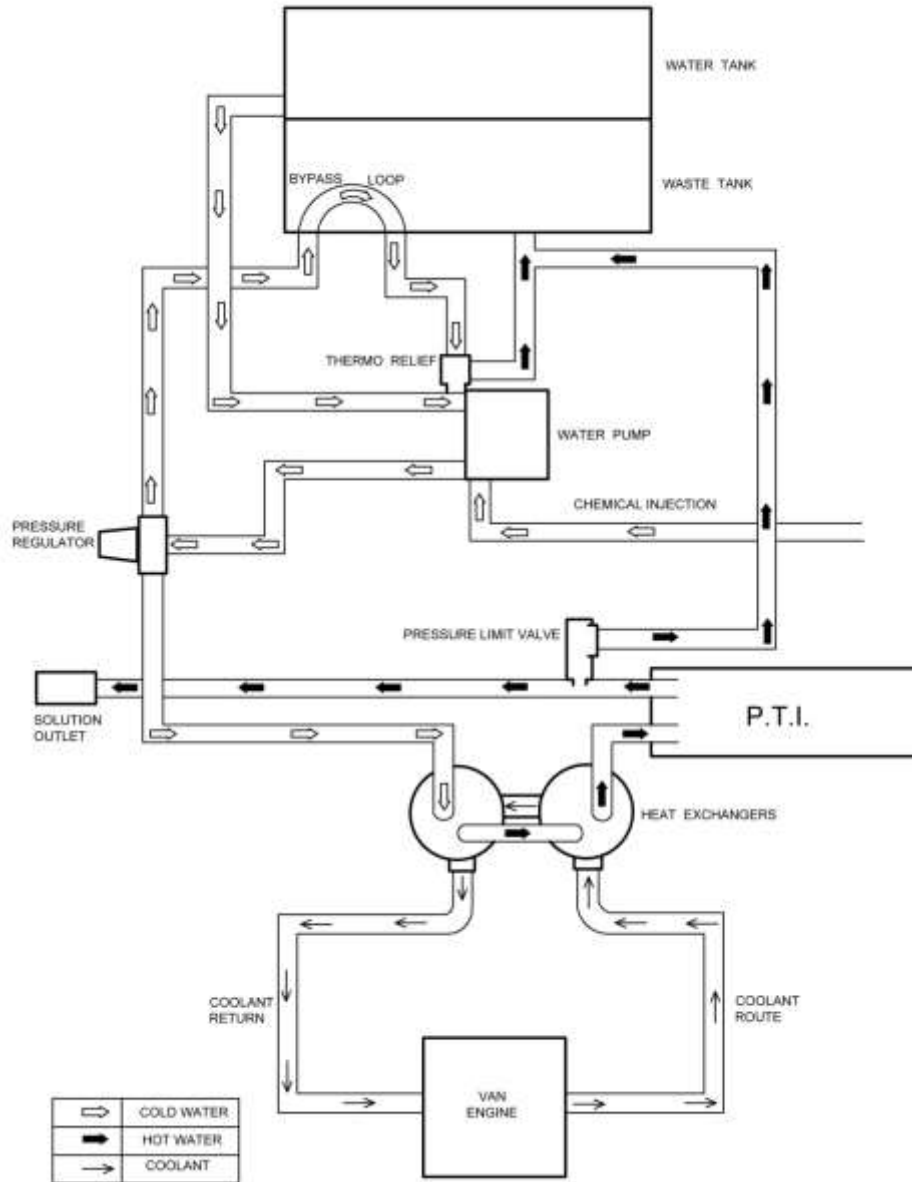 WATER TANK
WASTE TANK
BYPASS LOOP
THERMO RELIEF
WATER PUMP
CHEMICAL INJECTION
PRESSURE
REGULATOR
PRESSURE LIMIT VALVE
P.T.I.
SOLUTION
OUTLET
HEAT EXCHANGERS
COOLANT
RETURN
COOLANT
ROUTE
VAN
ENGINE
COLD WATER
HOT WATER
COOLANT